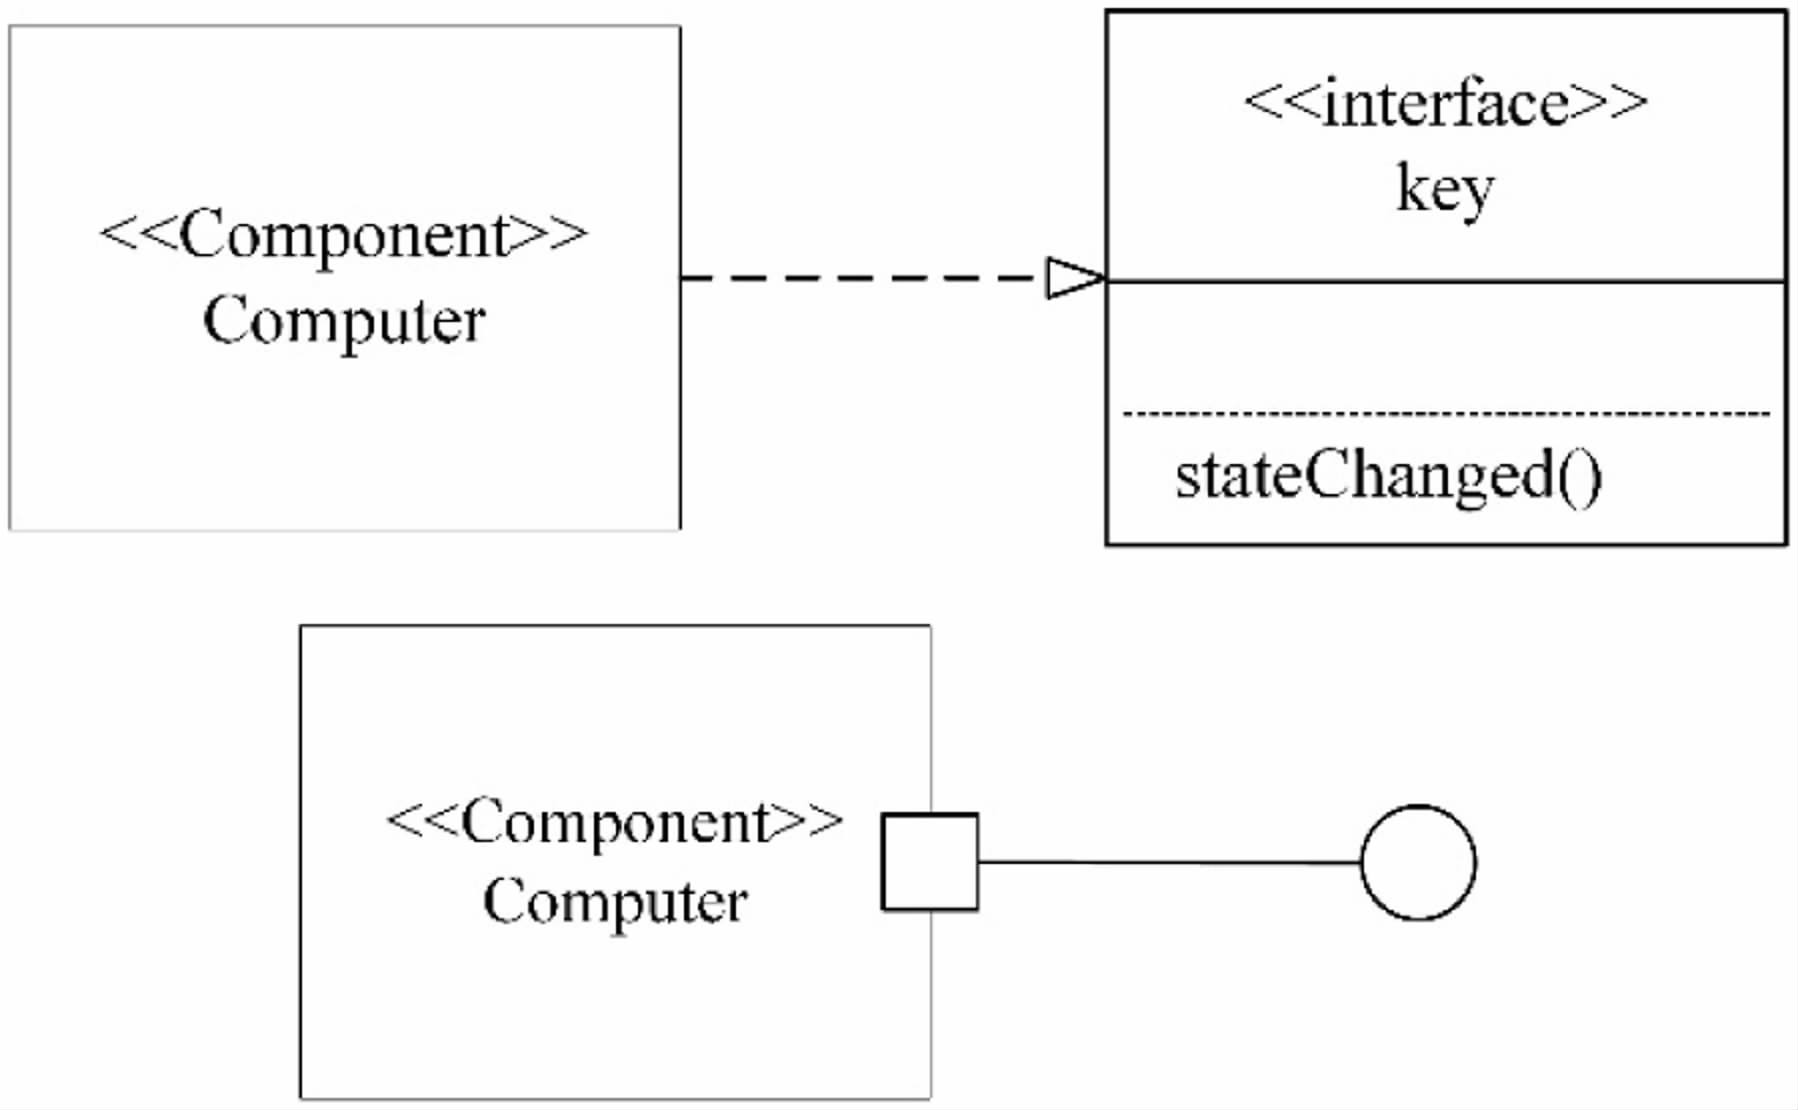 <<Component>>
Computer
<<interface>>
key
stateChanged()
<<Component>>
Computer